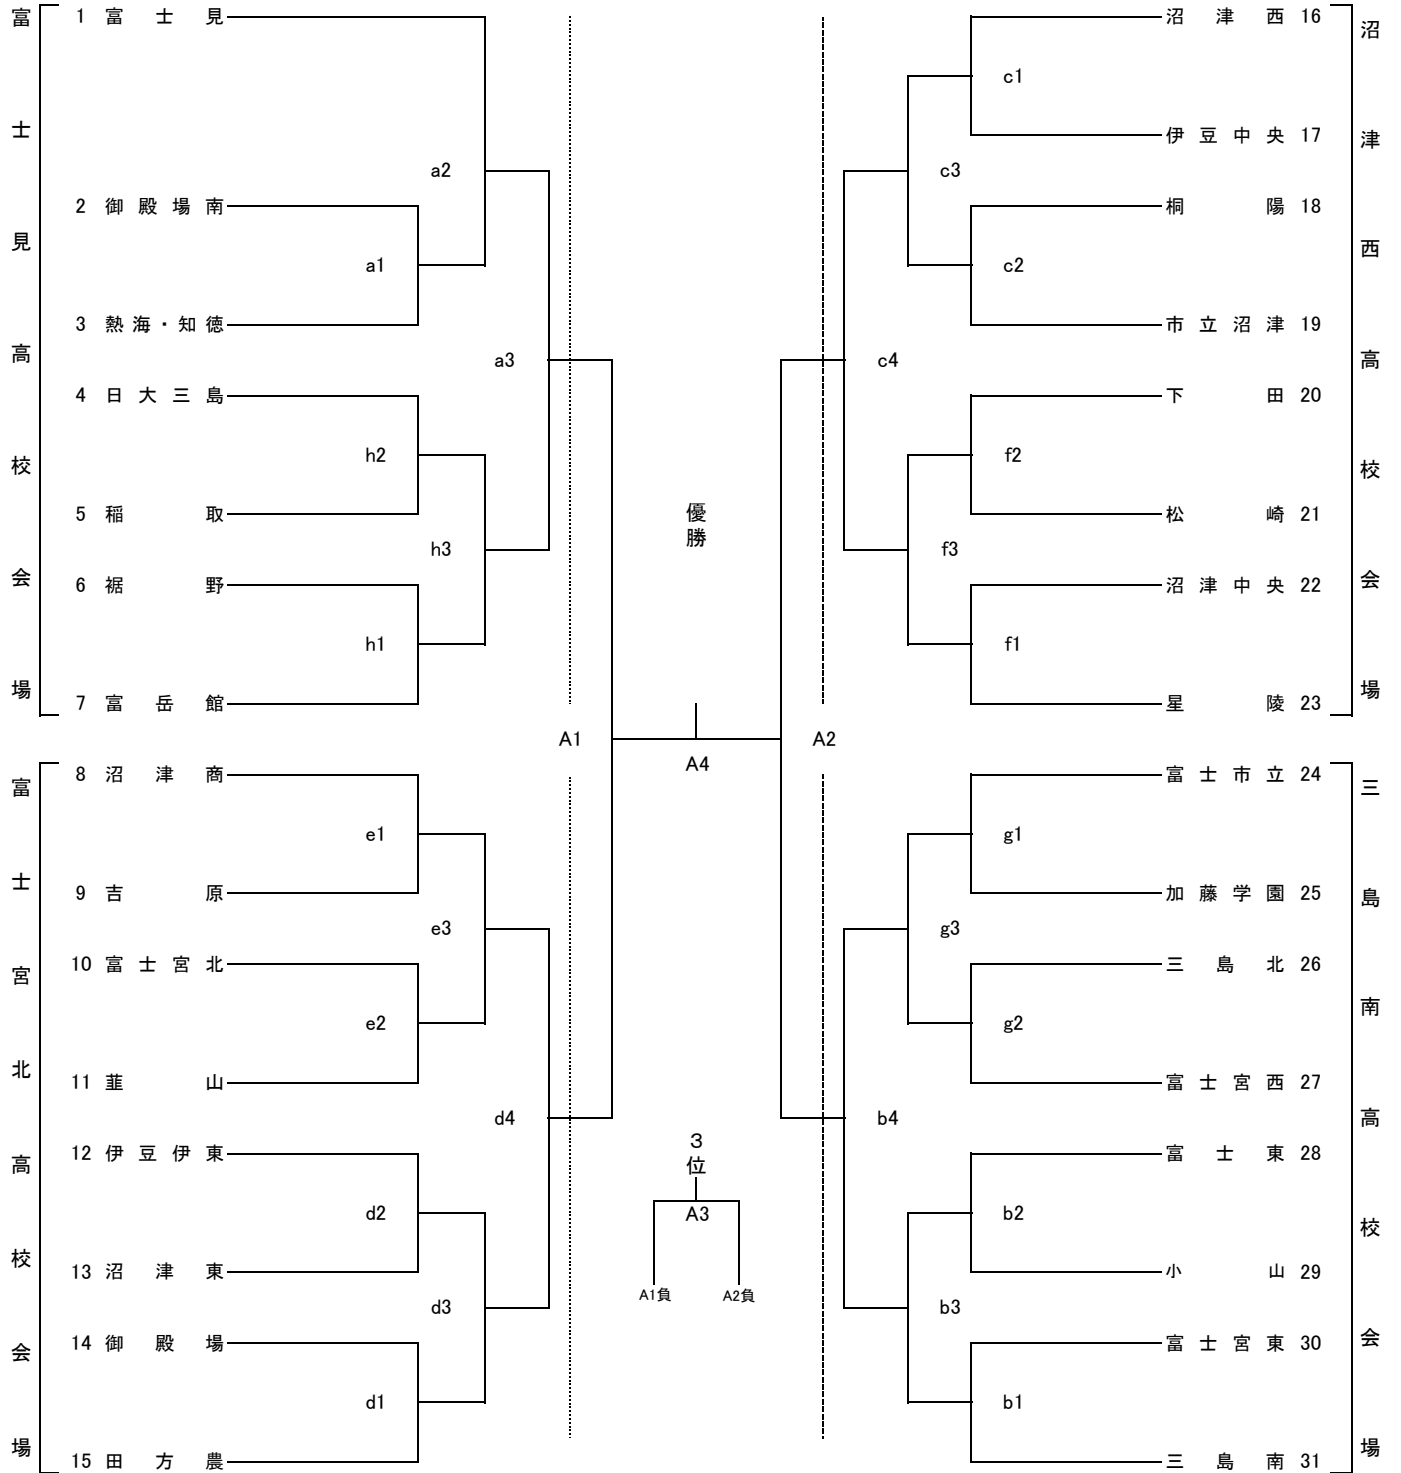 富士見高校会場
1 富士見
2 御殿場南
3 熱海・知徳
4 日大三島
5 稲取
6 裾野
7 富岳館
a2
a1
a3
h2
h3
h1
富士宮北高校会場
8 沼津商
9 吉原
10 富士宮北
11 韮山
12 伊豆伊東
13 沼津東
14 御殿場
15 田方農
e1
e3
e2
d4
d2
d3
d1
優勝
A1
A4
A2
3位
A3
A1負
A2負
沼津西 16
伊豆中央 17
桐陽 18
市立沼津 19
下田 20
松崎 21
沼津中央 22
星陵 23
c1
c3
c2
c4
f2
f3
f1
沼津西高校会場
富士市立 24
加藤学園 25
三島北 26
富士宮西 27
富士東 28
小山 29
富士宮東 30
三島南 31
g1
g3
g2
b4
b2
b3
b1
三島南高校会場